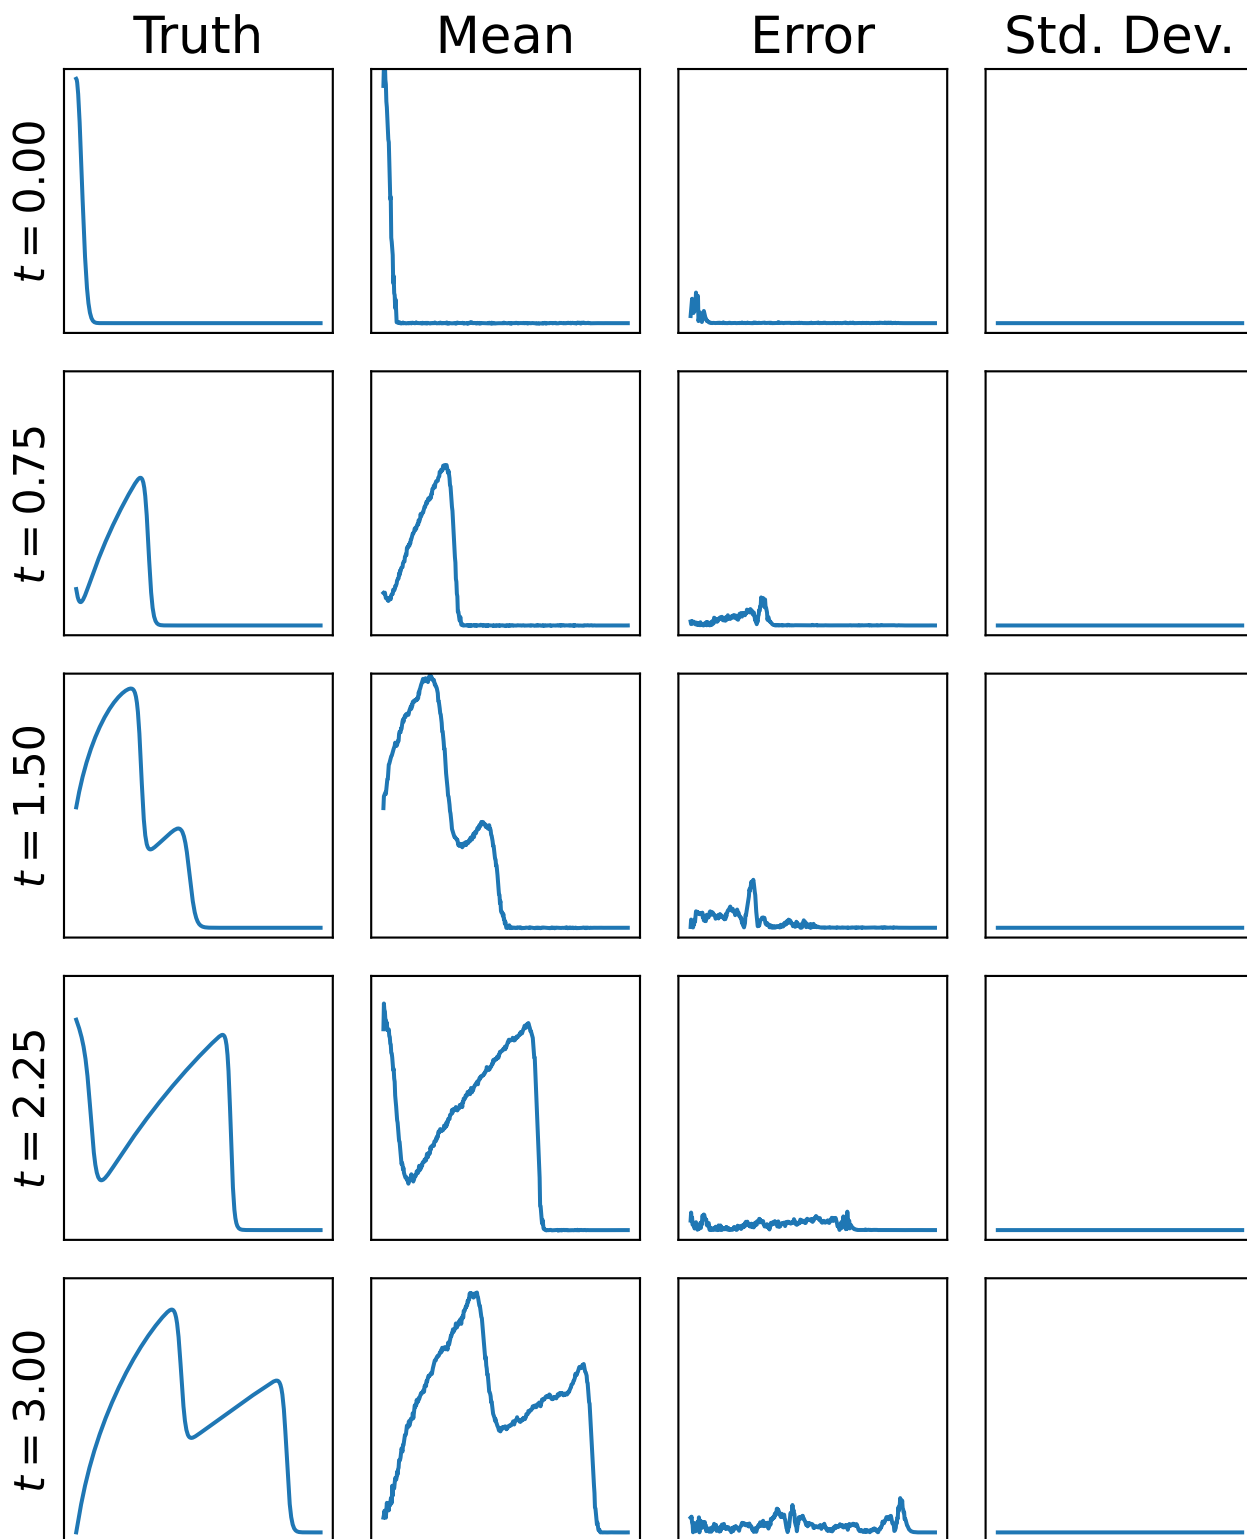 Truth Mean Error Std. Dev.
t = 0.00
t = 0.75
t = 1.50
t = 2.25
t = 3.00